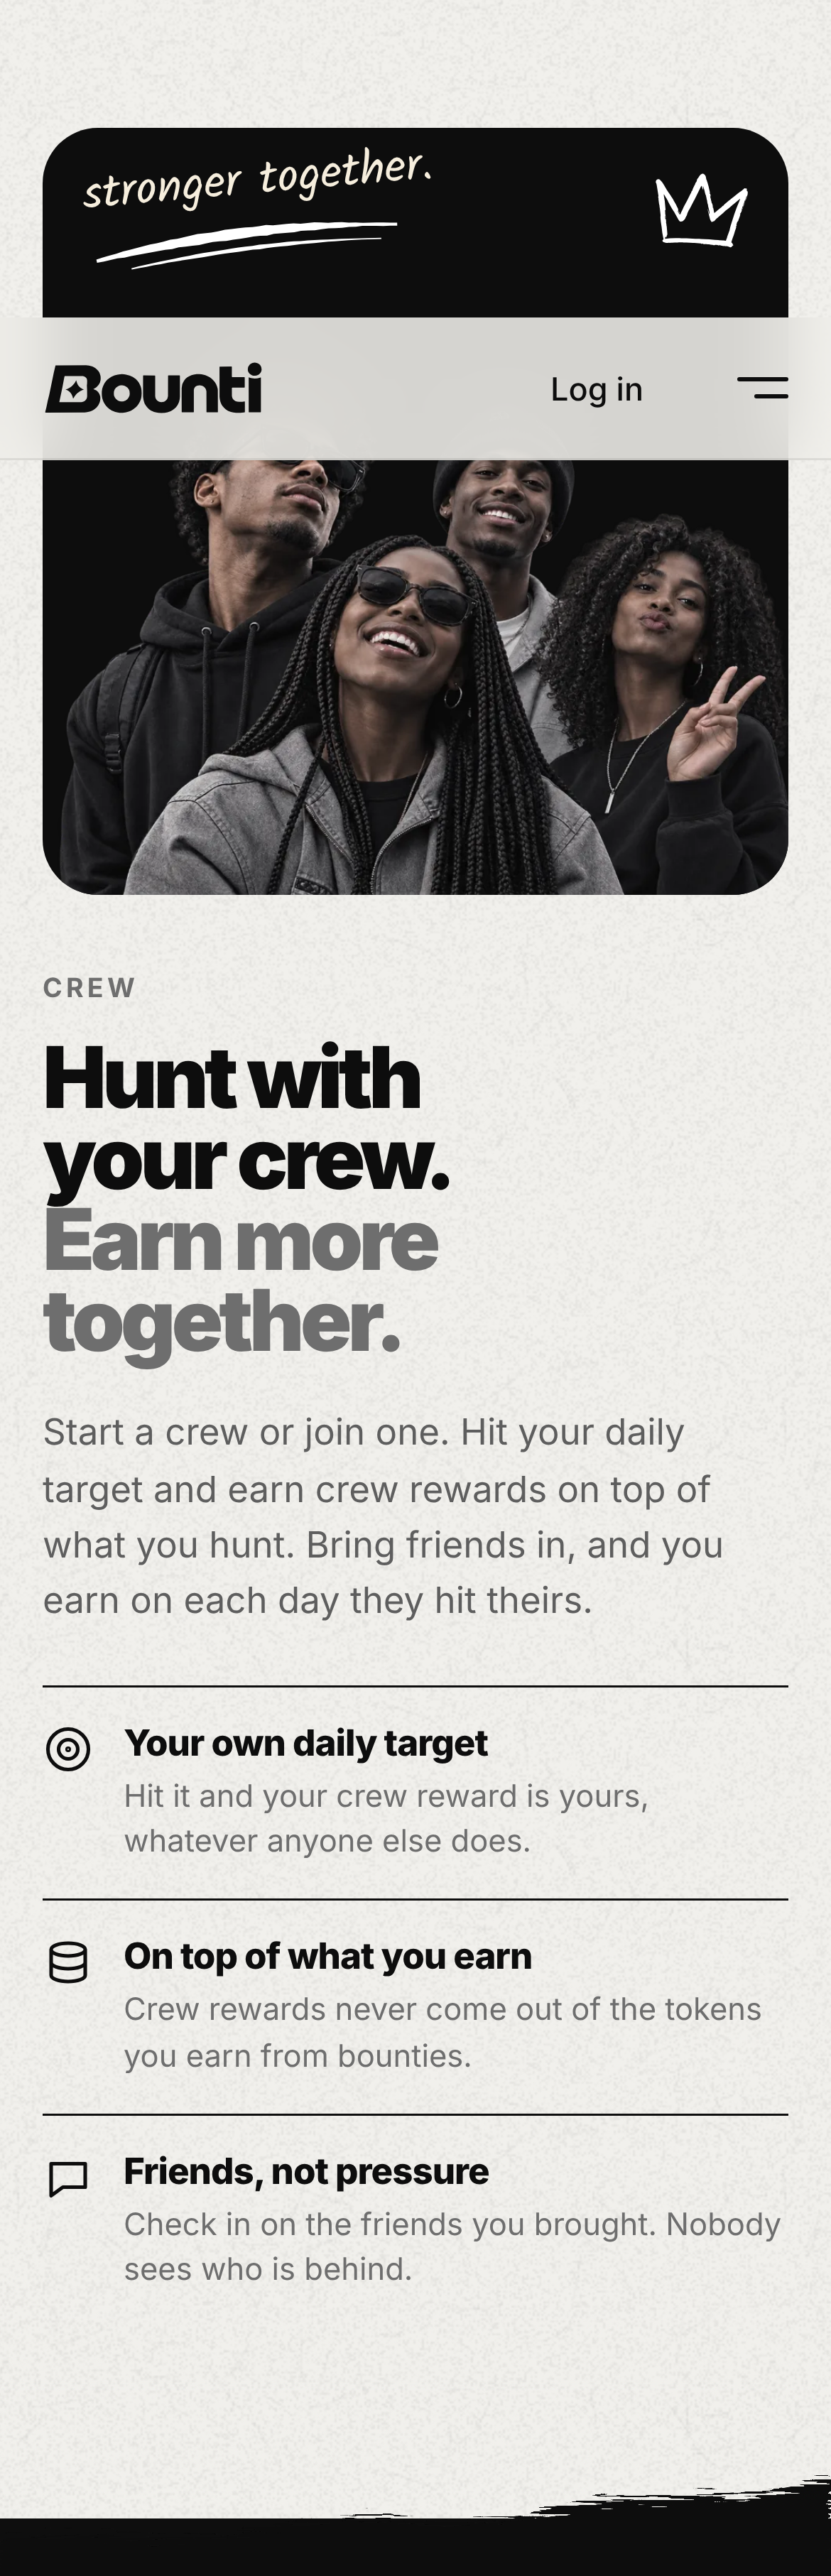 stronger together.
Bounti
Log in
CREW
Hunt with
your crew.
Earn more
together.
Start a crew or join one. Hit your daily
target and earn crew rewards on top of
what you hunt. Bring friends in, and you
earn on each day they hit theirs.
Your own daily target
Hit it and your crew reward is yours,
whatever anyone else does.
On top of what you earn
Crew rewards never come out of the tokens
you earn from bounties.
Friends, not pressure
Check in on the friends you brought. Nobody
sees who is behind.